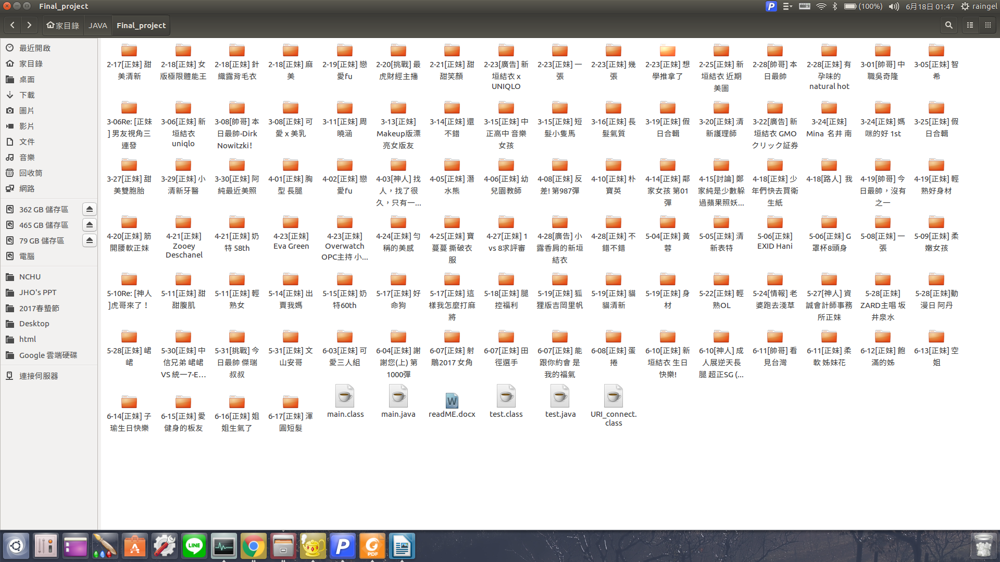 Final_project
(100%)
6月18日 01:47
raingel
家目錄
JAVA
Final_project
最近開啟
家目錄
桌面
下載
圖片
影片
文件
音樂
回收筒
網路
362 GB 儲存區
465 GB 儲存區
79 GB 儲存區
電腦
NCHU
JHO's PPT
2017春蟄節
Desktop
html
Google 雲端硬碟
連接伺服器
2-17[正妹] 甜
美清新
2-18[正妹] 女
版極限體能王
2-18[正妹] 針
織露背毛衣
2-18[正妹] 麻
美
2-19[正妹] 戀
愛fu
2-20[挑戰] 最
虎財經主播
2-21[正妹] 甜
甜笑顏
2-23[廣告] 新
垣結衣 x
UNIQLO
2-23[正妹] 一
張
2-23[正妹] 幾
張
2-23[正妹] 想
學推拿了
2-25[正妹] 新
垣結衣 近期
美圖
2-28[帥哥] 本
日最帥
2-28[正妹] 有
孕味的
natural hot
3-01[帥哥] 中
職吳奇隆
3-05[正妹] 智
希
3-06Re: [正妹
] 男友視角三
連發
3-06[正妹] 新
垣結衣
uniqlo
3-08[帥哥] 本
日最帥-Dirk
Nowitzki!
3-08[正妹] 可
愛 x 美乳
3-11[正妹] 周
曉涵
3-13[正妹]
Makeup版漂
亮女版友
3-14[正妹] 還
不錯
3-15[正妹] 中
正高中 音樂
女孩
3-15[正妹] 短
髮小隻馬
3-16[正妹] 長
髮氣質
3-19[正妹] 假
日合輯
3-20[正妹] 清
新護理師
3-22[廣告] 新
垣結衣 GMO
クリック証券
3-24[正妹]
Mina 名井 南
3-24[正妹] 媽
咪的好 1st
3-25[正妹] 假
日合輯
3-27[正妹] 甜
美雙胞胎
3-29[正妹] 小
清新牙醫
3-30[正妹] 阿
純最近美照
4-01[正妹] 胸
型 長腿
4-02[正妹] 戀
愛fu
4-03[神人] 找
人，找了很
久，只有一...
4-05[正妹] 潛
水熊
4-06[正妹] 幼
兒園教師
4-08[正妹] 反
差! 第987彈
4-10[正妹] 朴
寶英
4-14[正妹] 鄰
家女孩 第01
彈
4-15[討論] 鄭
家純是少數躲
過蘋果照妖...
4-18[正妹] 少
年們快去買衛
生紙
4-18[路人] 我
4-19[帥哥] 今
日最帥，沒有
之一
4-19[正妹] 輕
熟好身材
4-20[正妹] 筋
開腰軟正妹
4-21[正妹]
Zooey
Deschanel
4-21[正妹] 奶
特 58th
4-23[正妹]
Eva Green
4-23[正妹]
Overwatch
OPC主持 小...
4-24[正妹] 勻
稱的美感
4-25[正妹] 寶
蔓蔓 撕破衣
服
4-27[正妹] 1
vs 8求評審
4-28[廣告] 小
露香肩的新垣
結衣
4-28[正妹] 不
錯不錯
5-04[正妹] 黃
蓉
5-05[正妹] 清
新表特
5-06[正妹]
EXID Hani
5-06[正妹] G
罩杯8頭身
5-08[正妹] 一
張
5-09[正妹] 柔
嫩女孩
5-10Re: [神人
]虎哥來了！
5-11[正妹] 甜
甜腹肌
5-11[正妹] 輕
熟女
5-14[正妹] 出
賣我媽
5-15[正妹] 奶
特60th
5-17[正妹] 好
命狗
5-17[正妹] 這
樣我怎麼打麻
將
5-18[正妹] 腿
控福利
5-19[正妹] 狐
狸版吉岡里帆
5-19[正妹] 貓
貓清新
5-19[正妹] 身
材
5-22[正妹] 輕
熟OL
5-24[情報] 老
婆跑去淺草
5-27[神人] 資
誠會計師事務
所正妹
5-28[正妹]
ZARD主唱 坂
井泉水
5-28[正妹]動
漫日 阿丹
5-28[正妹] 峮
峮
5-30[正妹] 中
信兄弟 峮峮
VS 統一7-E...
5-31[挑戰] 今
日最帥 傑瑞
叔叔
5-31[正妹] 文
山安哥
6-03[正妹] 可
愛三人組
6-04[正妹] 謝
謝您(上) 第
1000彈
6-07[正妹] 射
鵰2017 女角
6-07[正妹] 田
徑選手
6-07[正妹] 能
跟你約會 是
我的福氣
6-08[正妹] 蛋
捲
6-10[正妹] 新
垣結衣 生日
快樂!
6-10[神人] 成
人展逆天長
腿 超正SG (...
6-11[帥哥] 看
見台灣
6-11[正妹] 柔
軟 姊妹花
6-12[正妹] 飽
滿的姊
6-13[正妹] 空
姐
6-14[正妹] 子
瑜生日快樂
6-15[正妹] 愛
健身的板友
6-16[正妹] 姐
姐生氣了
6-17[正妹] 渾
圓短髮
main.class
main.java
readME.docx
test.class
test.java
URI_connect.
class
LINE
PDF